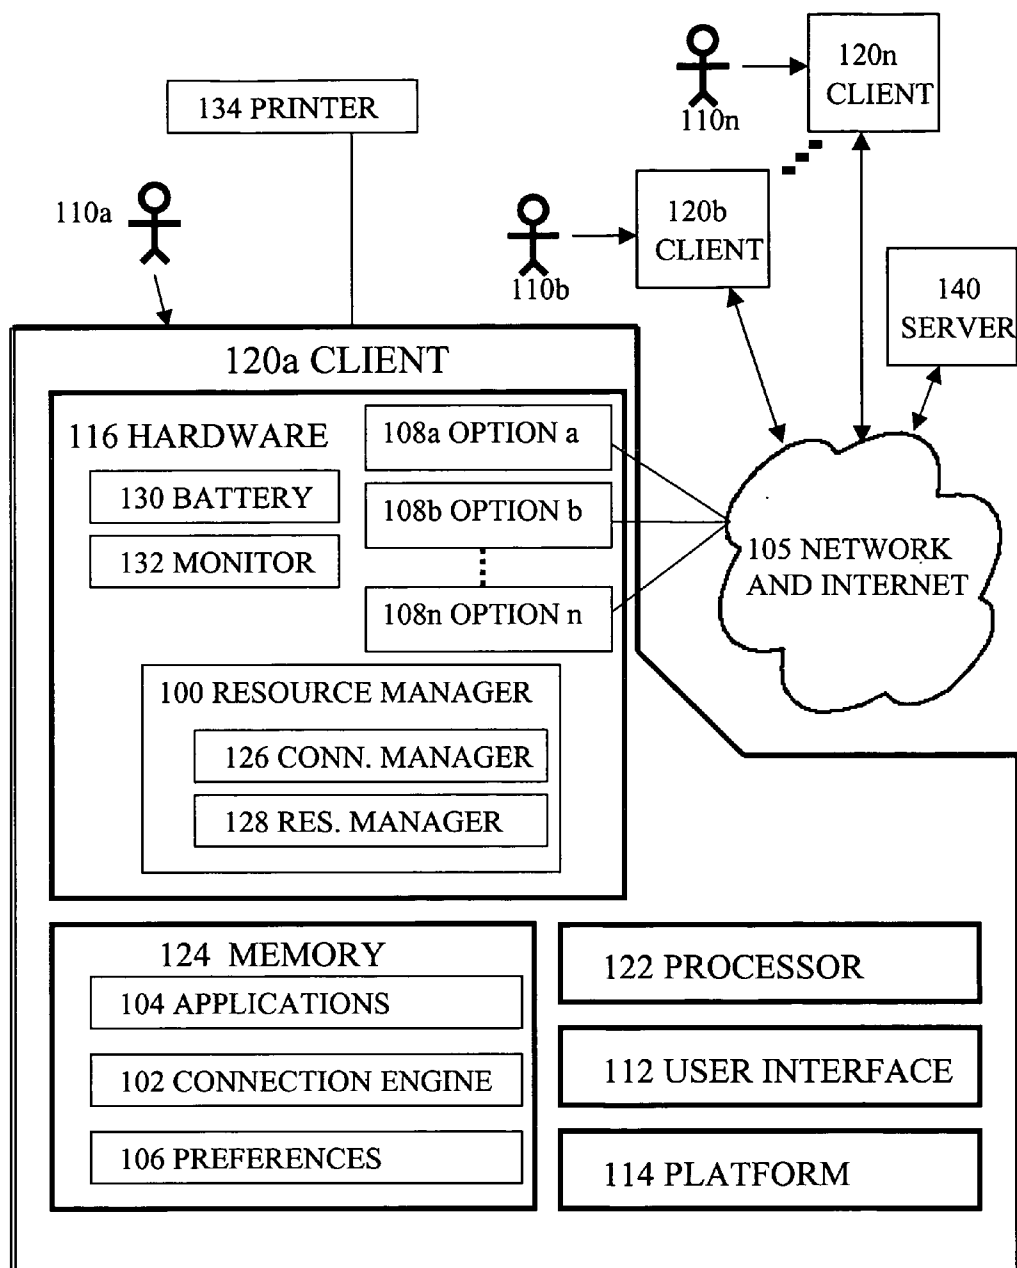 120n
CLIENT
110n
134 PRINTER
110a
120b
CLIENT
110b
140
SERVER
120a CLIENT
116 HARDWARE
108a OPTION a
130 BATTERY
108b OPTION b
132 MONITOR
108n OPTION n
105 NETWORK
AND INTERNET
100 RESOURCE MANAGER
126 CONN. MANAGER
128 RES. MANAGER
124 MEMORY
104 APPLICATIONS
102 CONNECTION ENGINE
106 PREFERENCES
122 PROCESSOR
112 USER INTERFACE
114 PLATFORM